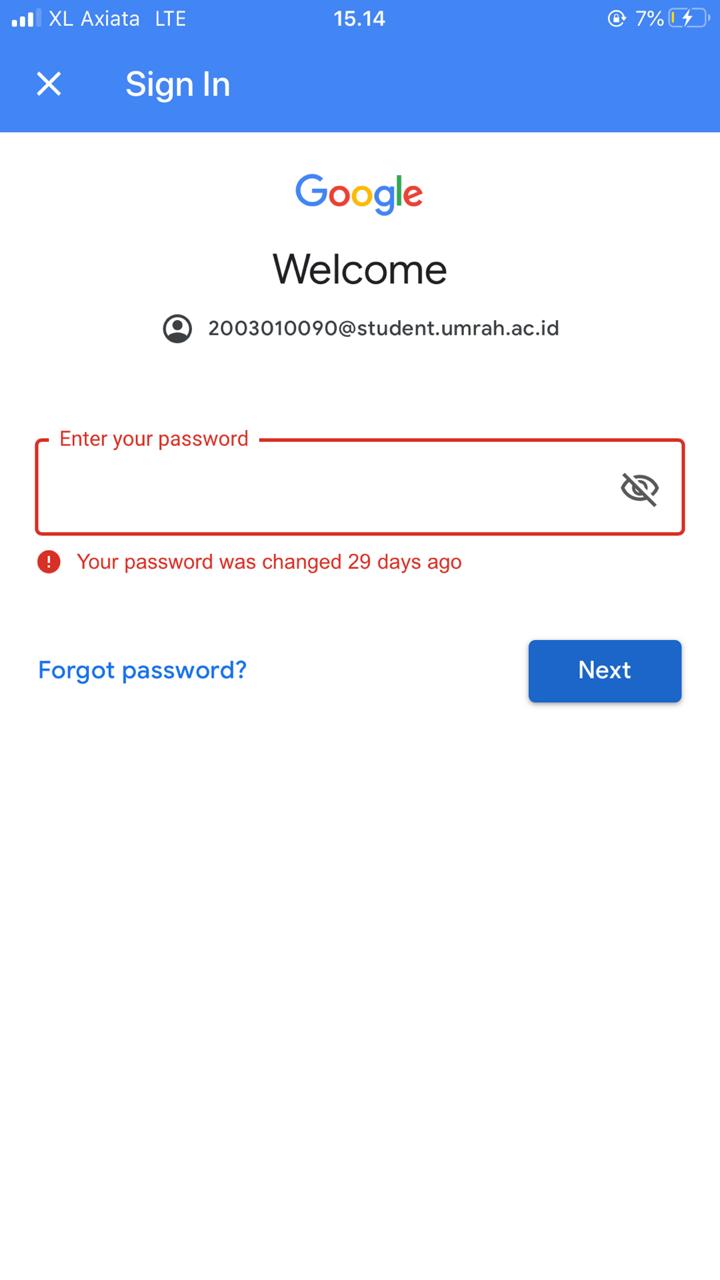 XL Axiata LTE 15.14 7%
Sign In
Google
Welcome
2003010090@student.umrah.ac.id
Enter your password
Your password was changed 29 days ago
Forgot password? Next